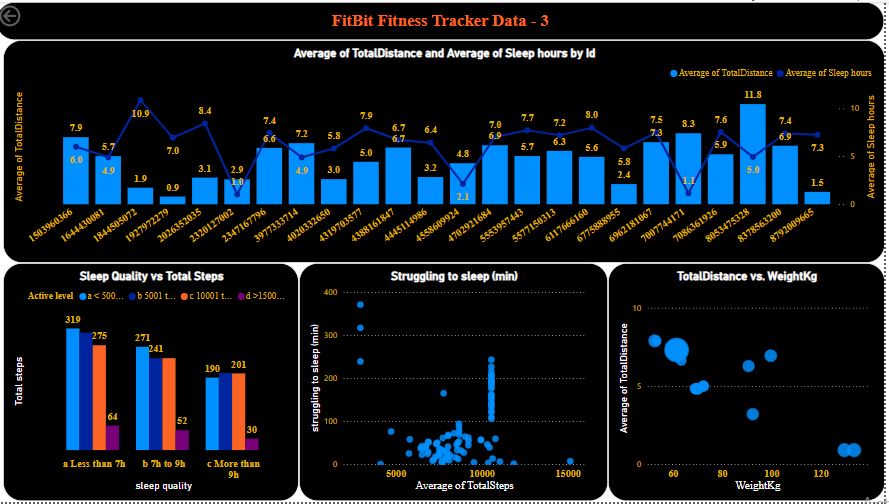 FitBit Fitness Tracker Data - 3
Average of TotalDistance and Average of Sleep hours by Id
Average of TotalDistance Average of Sleep hours
Average of TotalDistance
7.9 5.7 1.9 0.9 3.1 2.9 6.6 7.2 3.0 5.0 6.7 3.2 4.8 6.9 5.7 6.3 5.6 2.4 7.3 8.3 5.9 11.8 6.9 1.5
6.0 4.9 10.9 7.0 8.4 1.0 7.4 4.9 5.8 7.9 6.7 6.4 2.1 7.0 7.7 7.2 8.0 5.8 7.5 1.1 7.6 5.0 7.4 7.3
10
5
0
Average of Sleep hours
1503960366 1644430081 1844505072 1927972279 2026352035 2320127002 2347167796 3977333714 4020332650 4319703577 4388161847 4445114986 4558609924 4702921684 5553957443 5577150313 6117666160 6775888955 6962181067 7007744171 7086361926 8053475328 8378563200 8792009665
Sleep Quality vs Total Steps
Active level a < 500... b 5001 t... c 10001 t... d >1500...
Total steps
319 275 64
271 241 52
190 201 30
a Less than 7h b 7h to 9h c More than
9h
sleep quality
Struggling to sleep (min)
struggling to sleep (min)
400
300
200
100
0
5000 10000 15000
Average of TotalSteps
TotalDistance vs. WeightKg
Average of TotalDistance
10
5
0
60 80 100 120
WeightKg